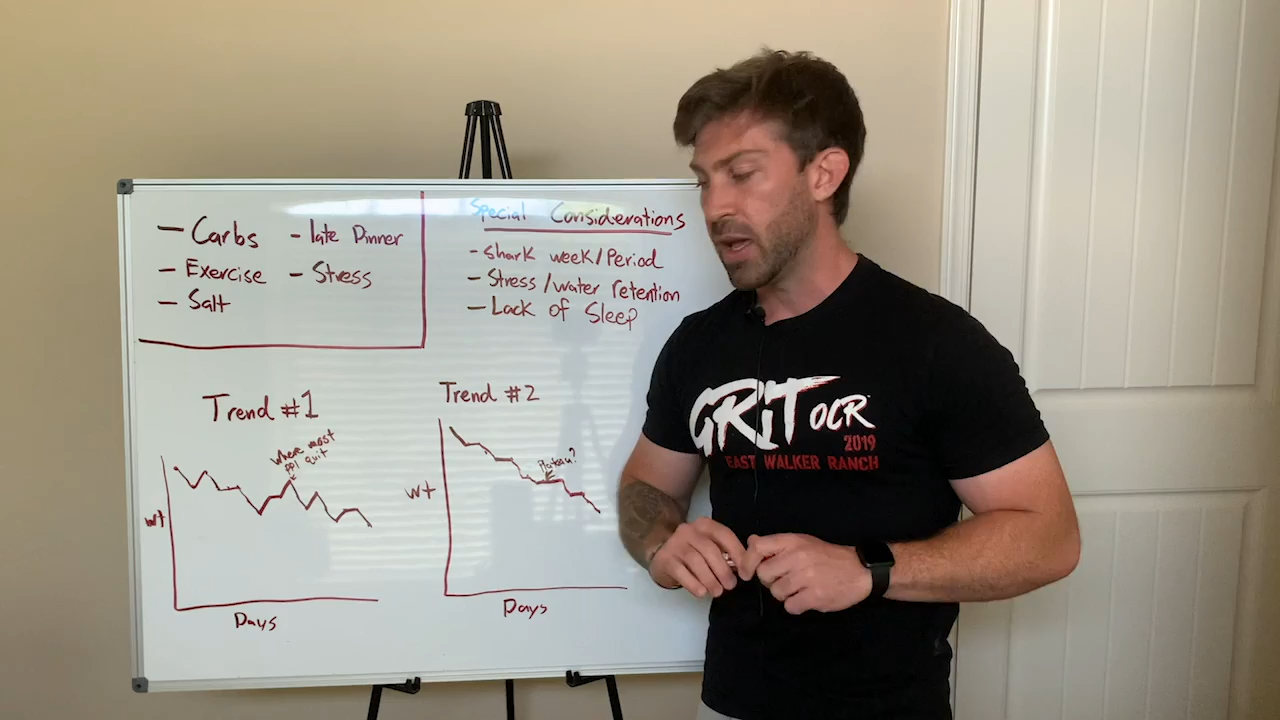 - Carbs
- Exercise
- Salt
- late Dinner
- Stress
Special Considerations
- Shark week/Period
- Stress/water retention
- Lack of Sleep
Trend #1
where most
ppl quit
wt
Days
Trend #2
Plateau?
wt
Days
GRiT OCR
2019
EAST WALKER RANCH